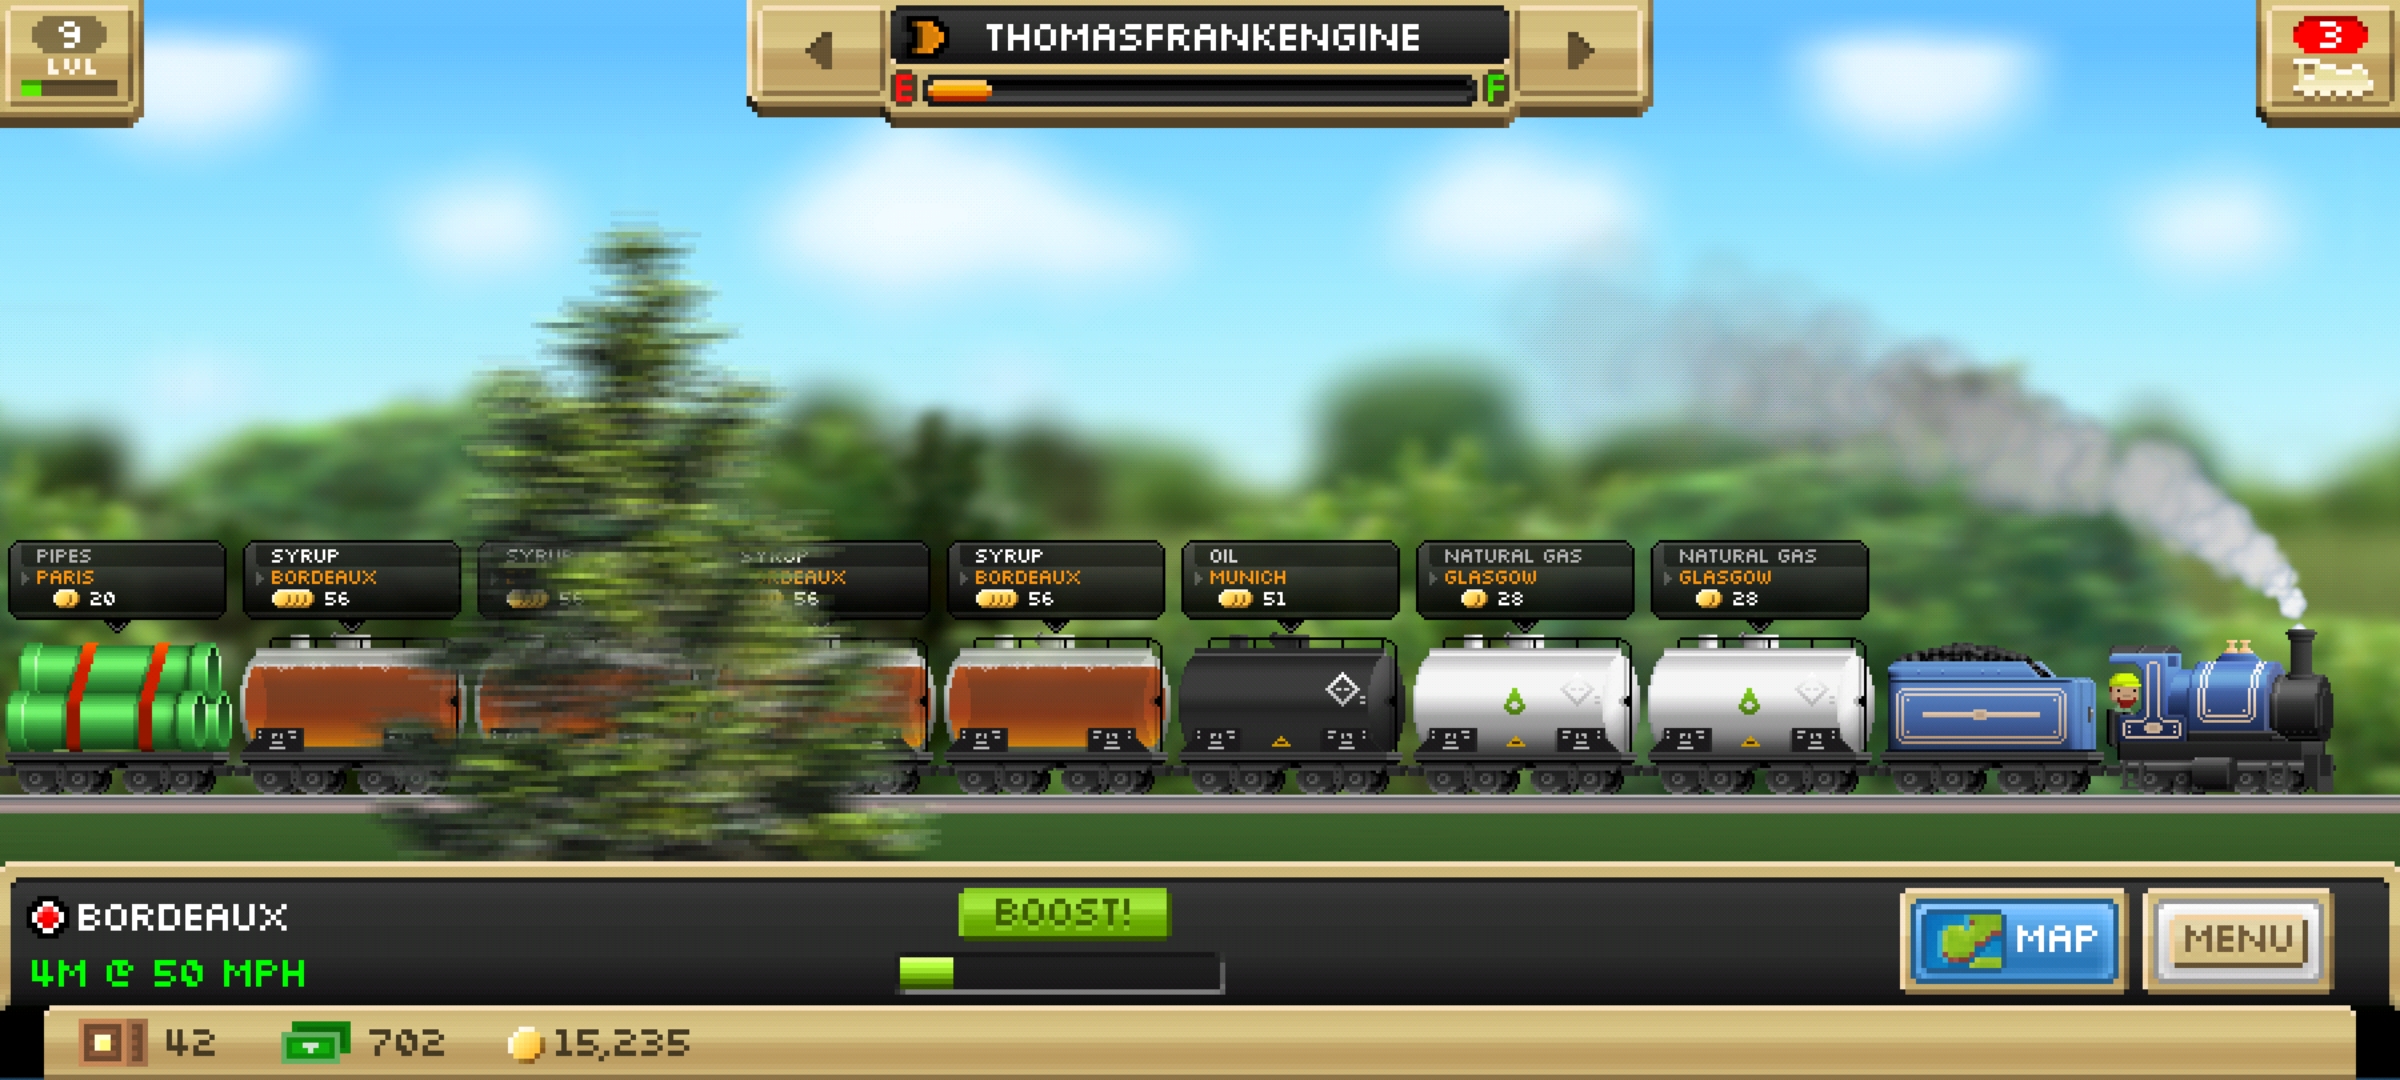 9
LVL
THOMASFRANKENGINE
E F
3
PIPES
PARIS
20
SYRUP
BORDEAUX
56
SYRUP
56
SYRUP
BORDEAUX
56
SYRUP
BORDEAUX
56
OIL
MUNICH
51
NATURAL GAS
GLASGOW
28
NATURAL GAS
GLASGOW
28
BORDEAUX
4M @ 50 MPH
BOOST!
MAP
MENU
42 702 15,235